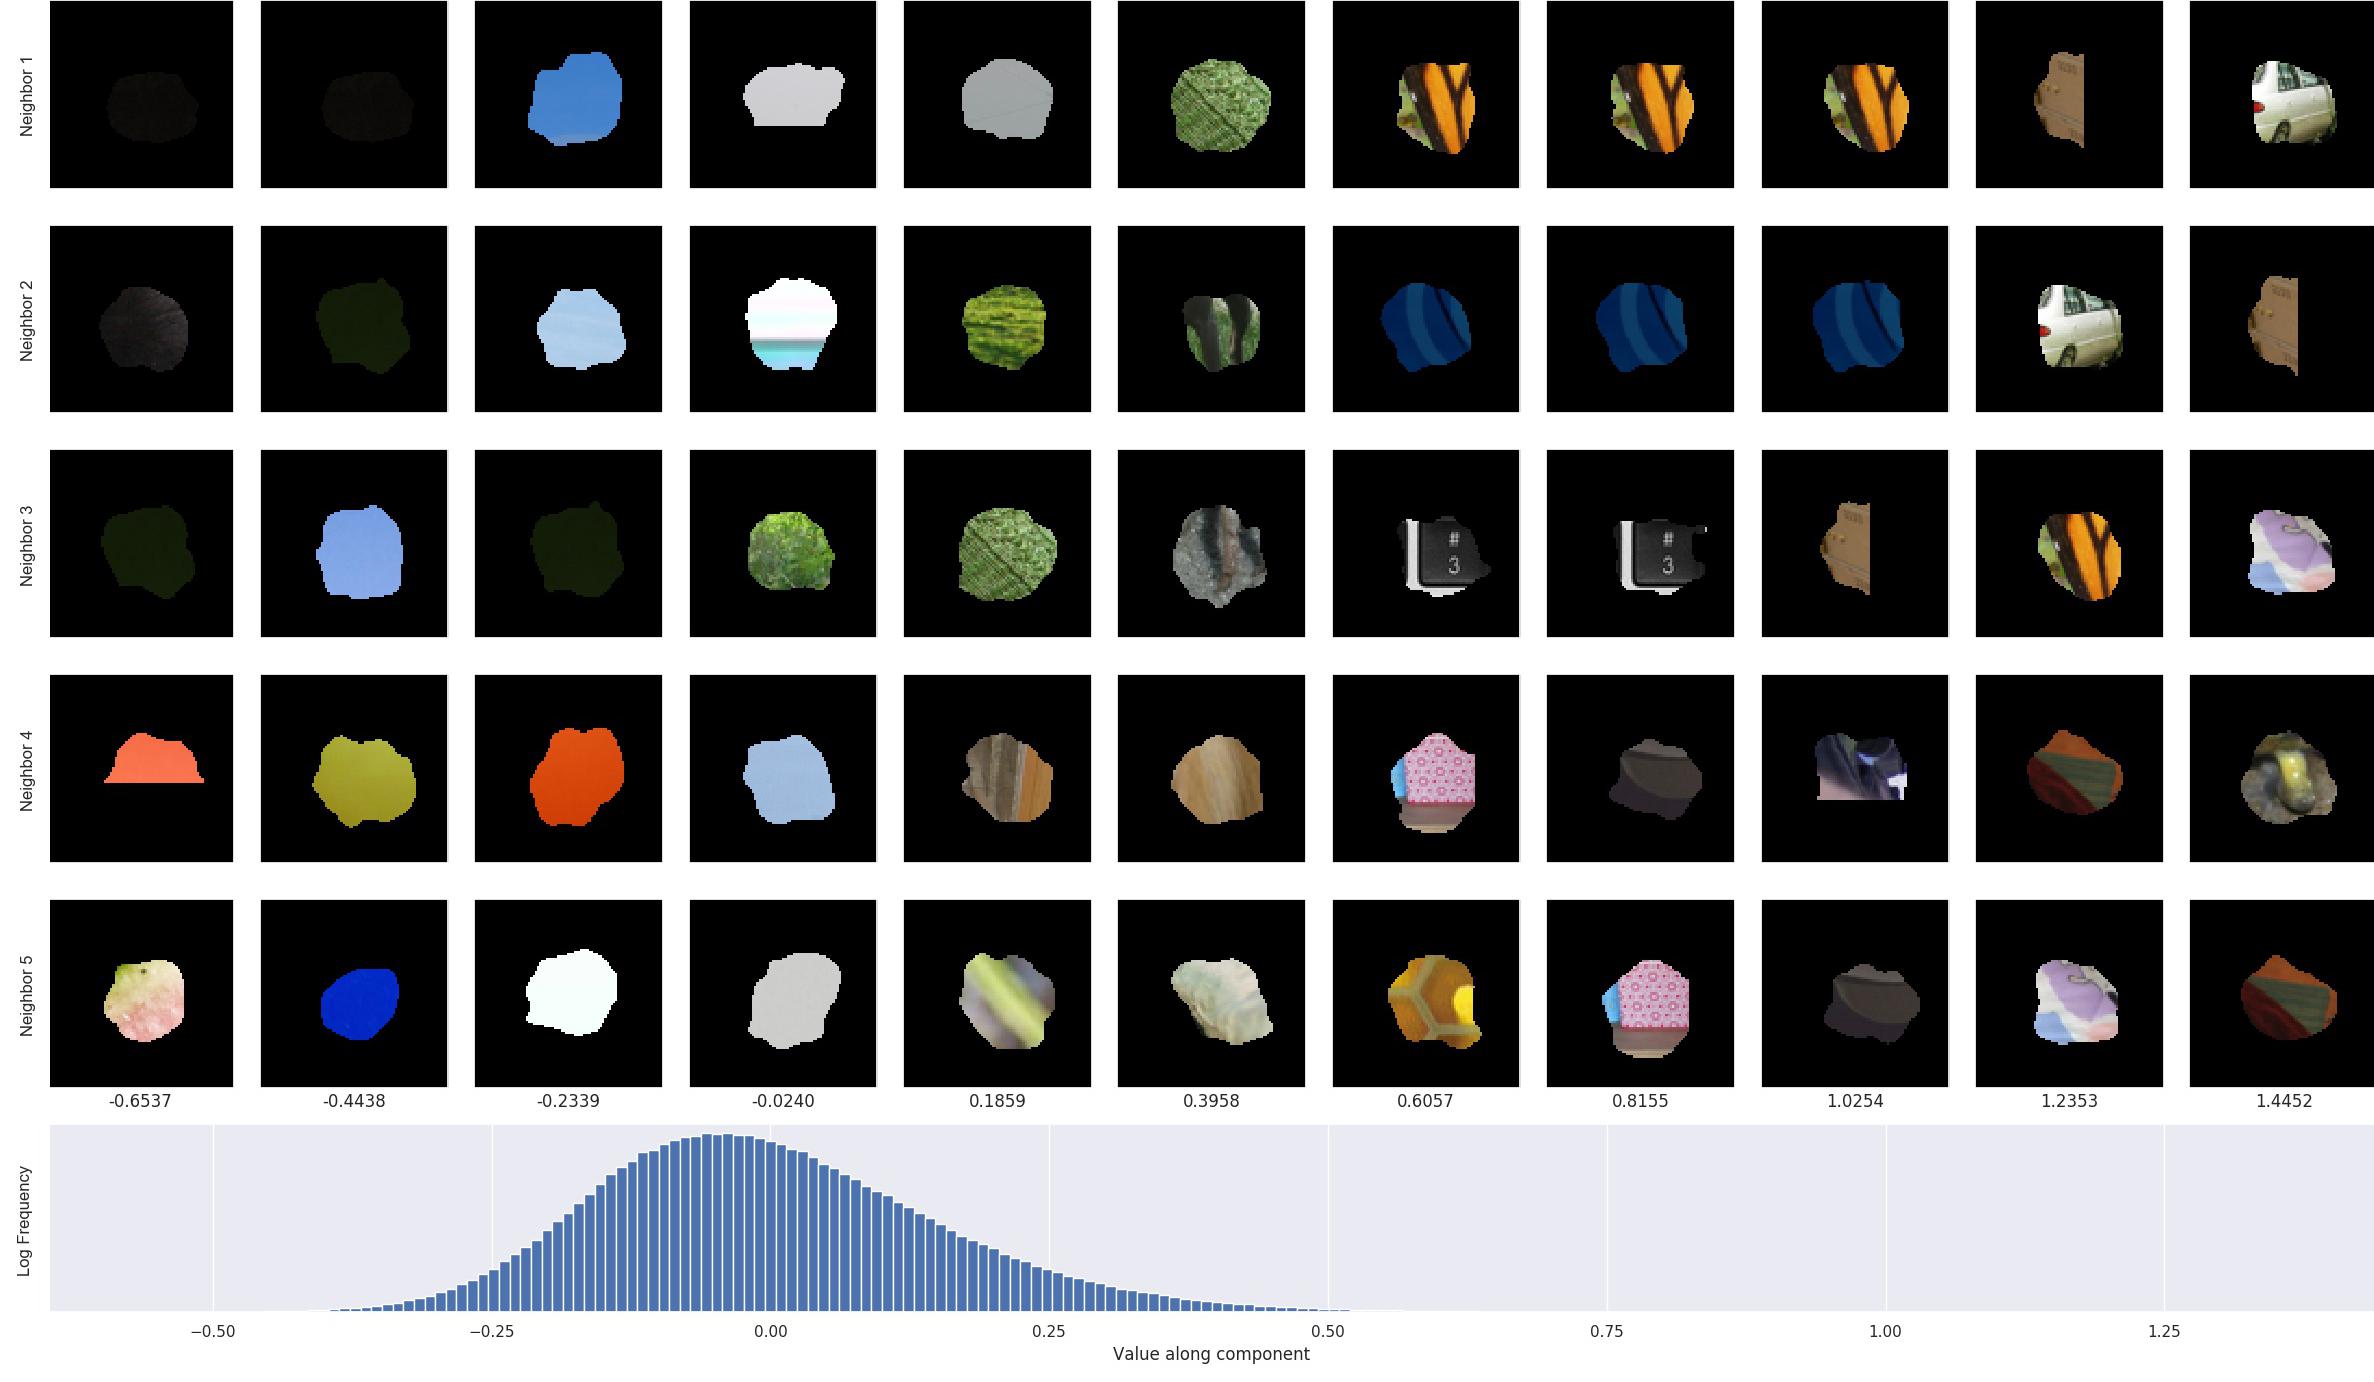 Neighbor 1
Neighbor 2
Neighbor 3
#
3
#
3
Neighbor 4
Neighbor 5
-0.6537 -0.4438 -0.2339 -0.0240 0.1859 0.3958 0.6057 0.8155 1.0254 1.2353 1.4452
Log Frequency
−0.50 −0.25 0.00 0.25 0.50 0.75 1.00 1.25
Value along component